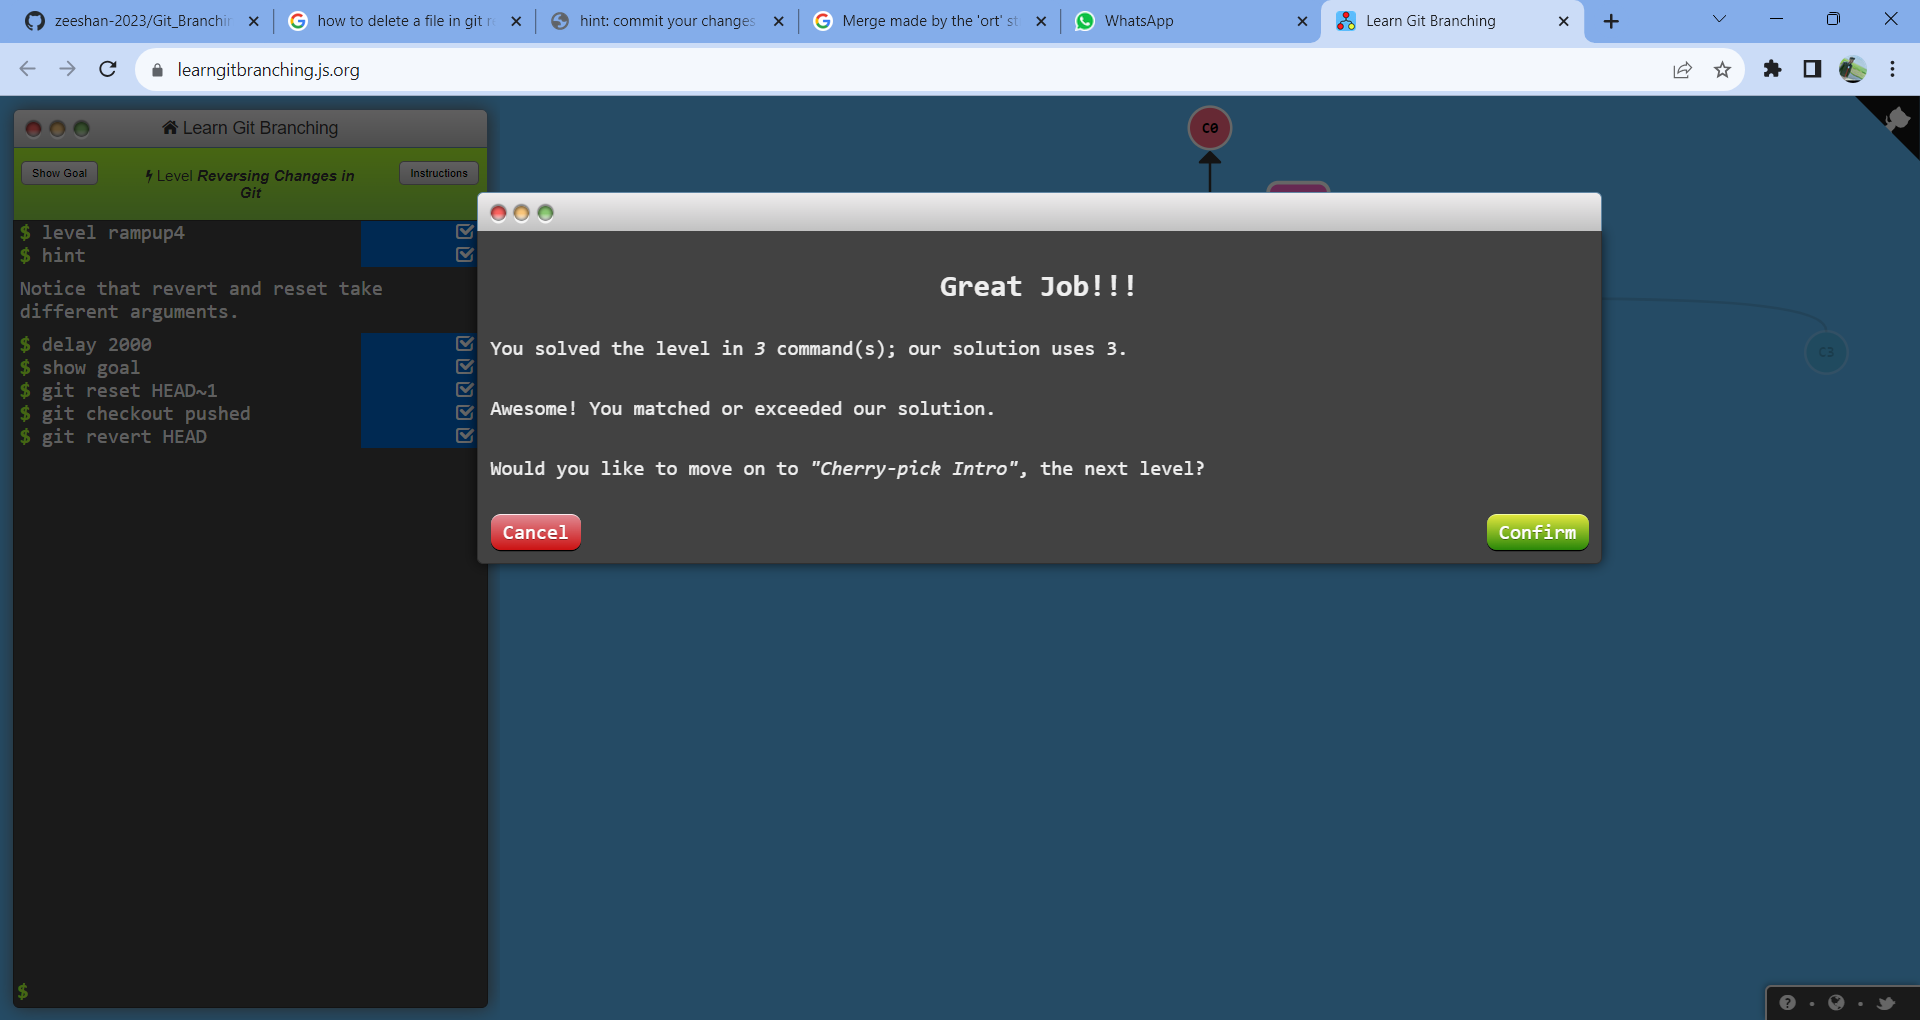 zeeshan-2023/Git_Branchin
how to delete a file in git r
hint: commit your changes
Merge made by the 'ort' st
WhatsApp
Learn Git Branching
learngitbranching.js.org
Learn Git Branching
Show Goal
Level Reversing Changes in
Git
Instructions
$ level rampup4
$ hint
Notice that revert and reset take
different arguments.
$ delay 2000
$ show goal
$ git reset HEAD~1
$ git checkout pushed
$ git revert HEAD
$
C0
C3
Great Job!!!
You solved the level in 3 command(s); our solution uses 3.
Awesome! You matched or exceeded our solution.
Would you like to move on to "Cherry-pick Intro", the next level?
Cancel
Confirm